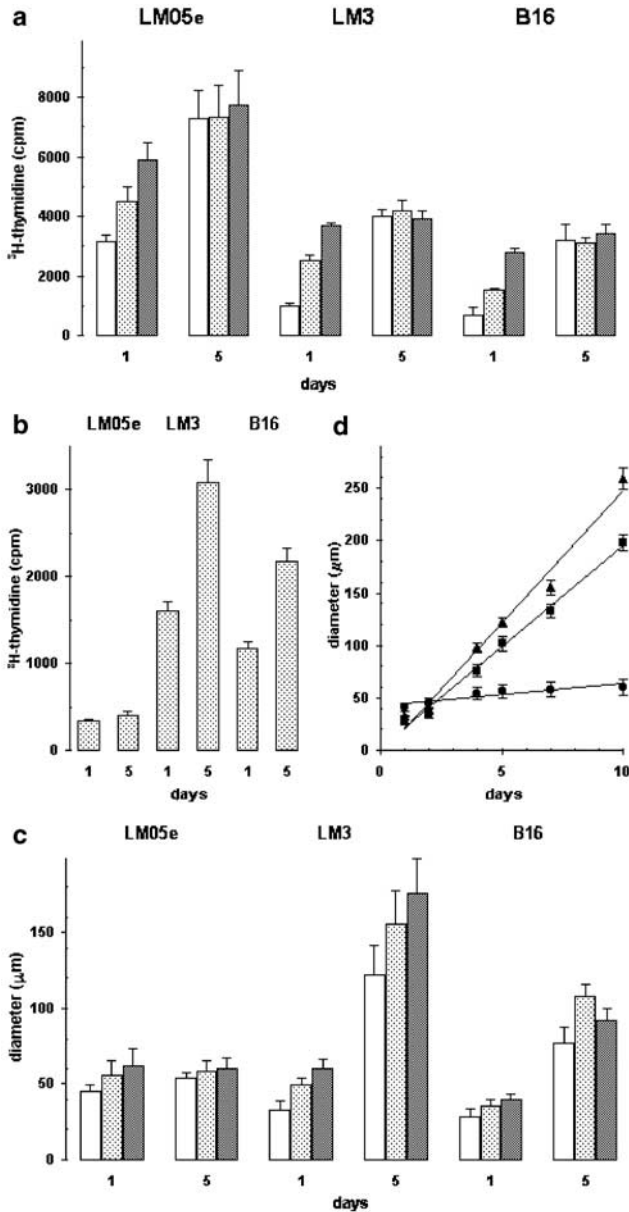 a
LM05e LM3 B16
³H-thymidine (cpm)
8000
6000
4000
2000
0
1 5 1 5 1 5
days
b
LM05e LM3 B16
³H-thymidine (cpm)
3000
2000
1000
0
1 5 1 5 1 5
days
d
diameter (μm)
250
200
150
100
50
0
0 5 10
days
c
LM05e LM3 B16
diameter (μm)
150
100
50
0
1 5 1 5 1 5
days